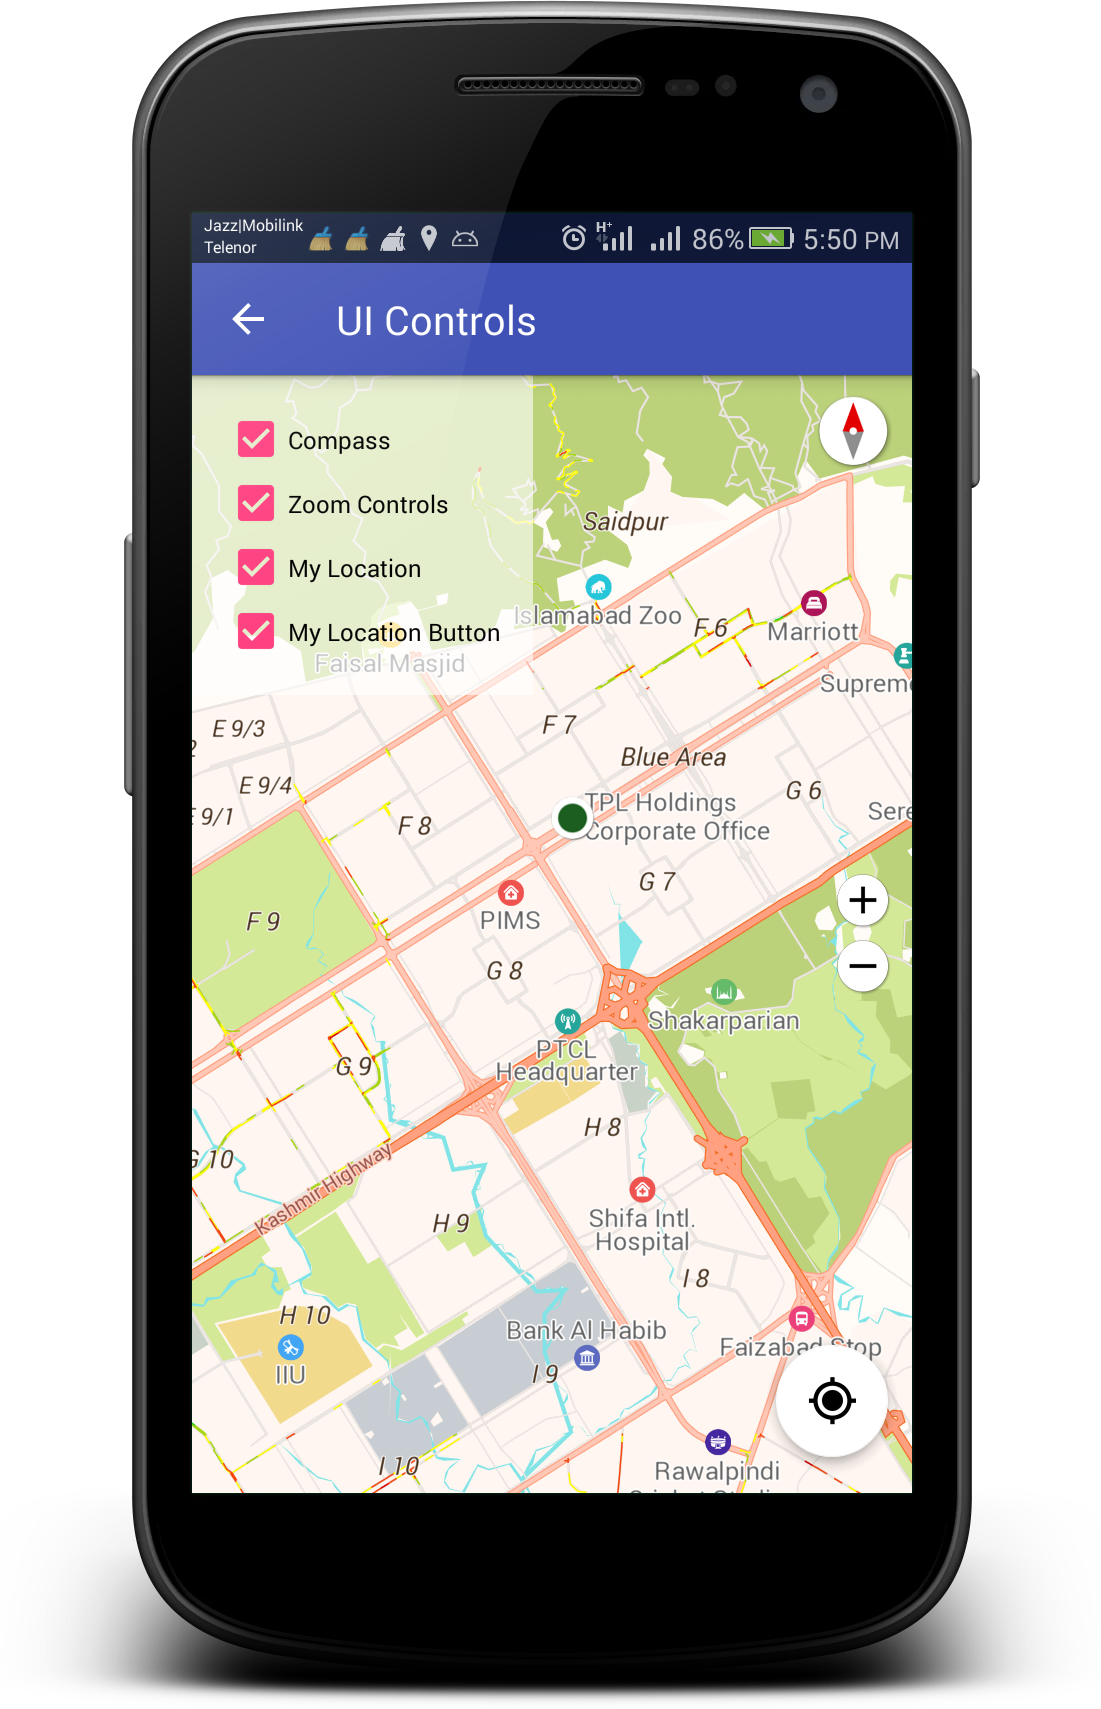 Jazz|Mobilink
Telenor
H+
86%
5:50 PM
UI Controls
Compass
Zoom Controls
My Location
My Location Button
Saidpur
Islamabad Zoo
F 6
Marriott
Faisal Masjid
Suprem
E 9/3
F 7
Blue Area
E 9/4
G 6
E 9/1
F 8
TPL Holdings
Corporate Office
Sere
G 7
F 9
PIMS
G 8
Shakarparian
PTCL
Headquarter
G 9
H 8
G 10
Kashmir Highway
H 9
Shifa Intl.
Hospital
I 8
H 10
Bank Al Habib
Faizabad Stop
IIU
I 9
I 10
Rawalpindi